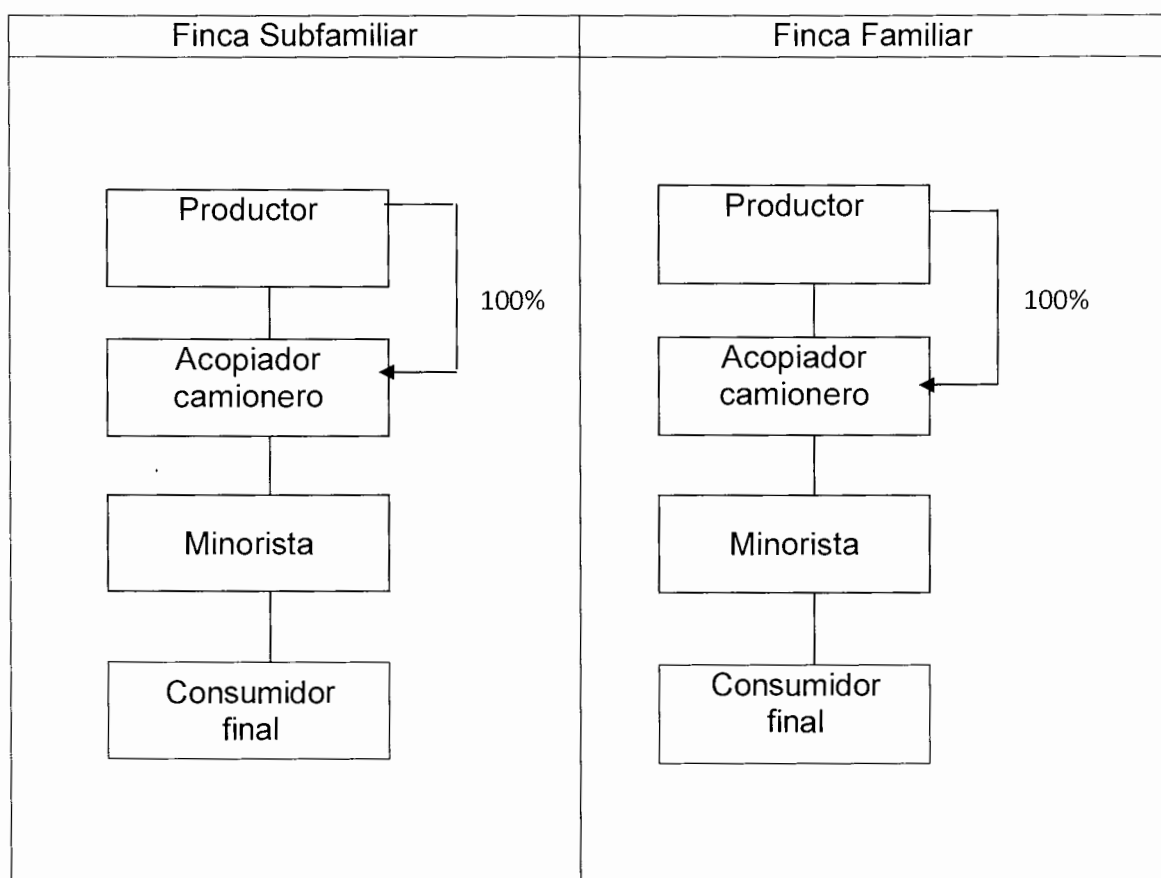 Finca Subfamiliar
Finca Familiar
Productor
100%
Acopiador
camionero
Minorista
Consumidor
final
Productor
100%
Acopiador
camionero
Minorista
Consumidor
final